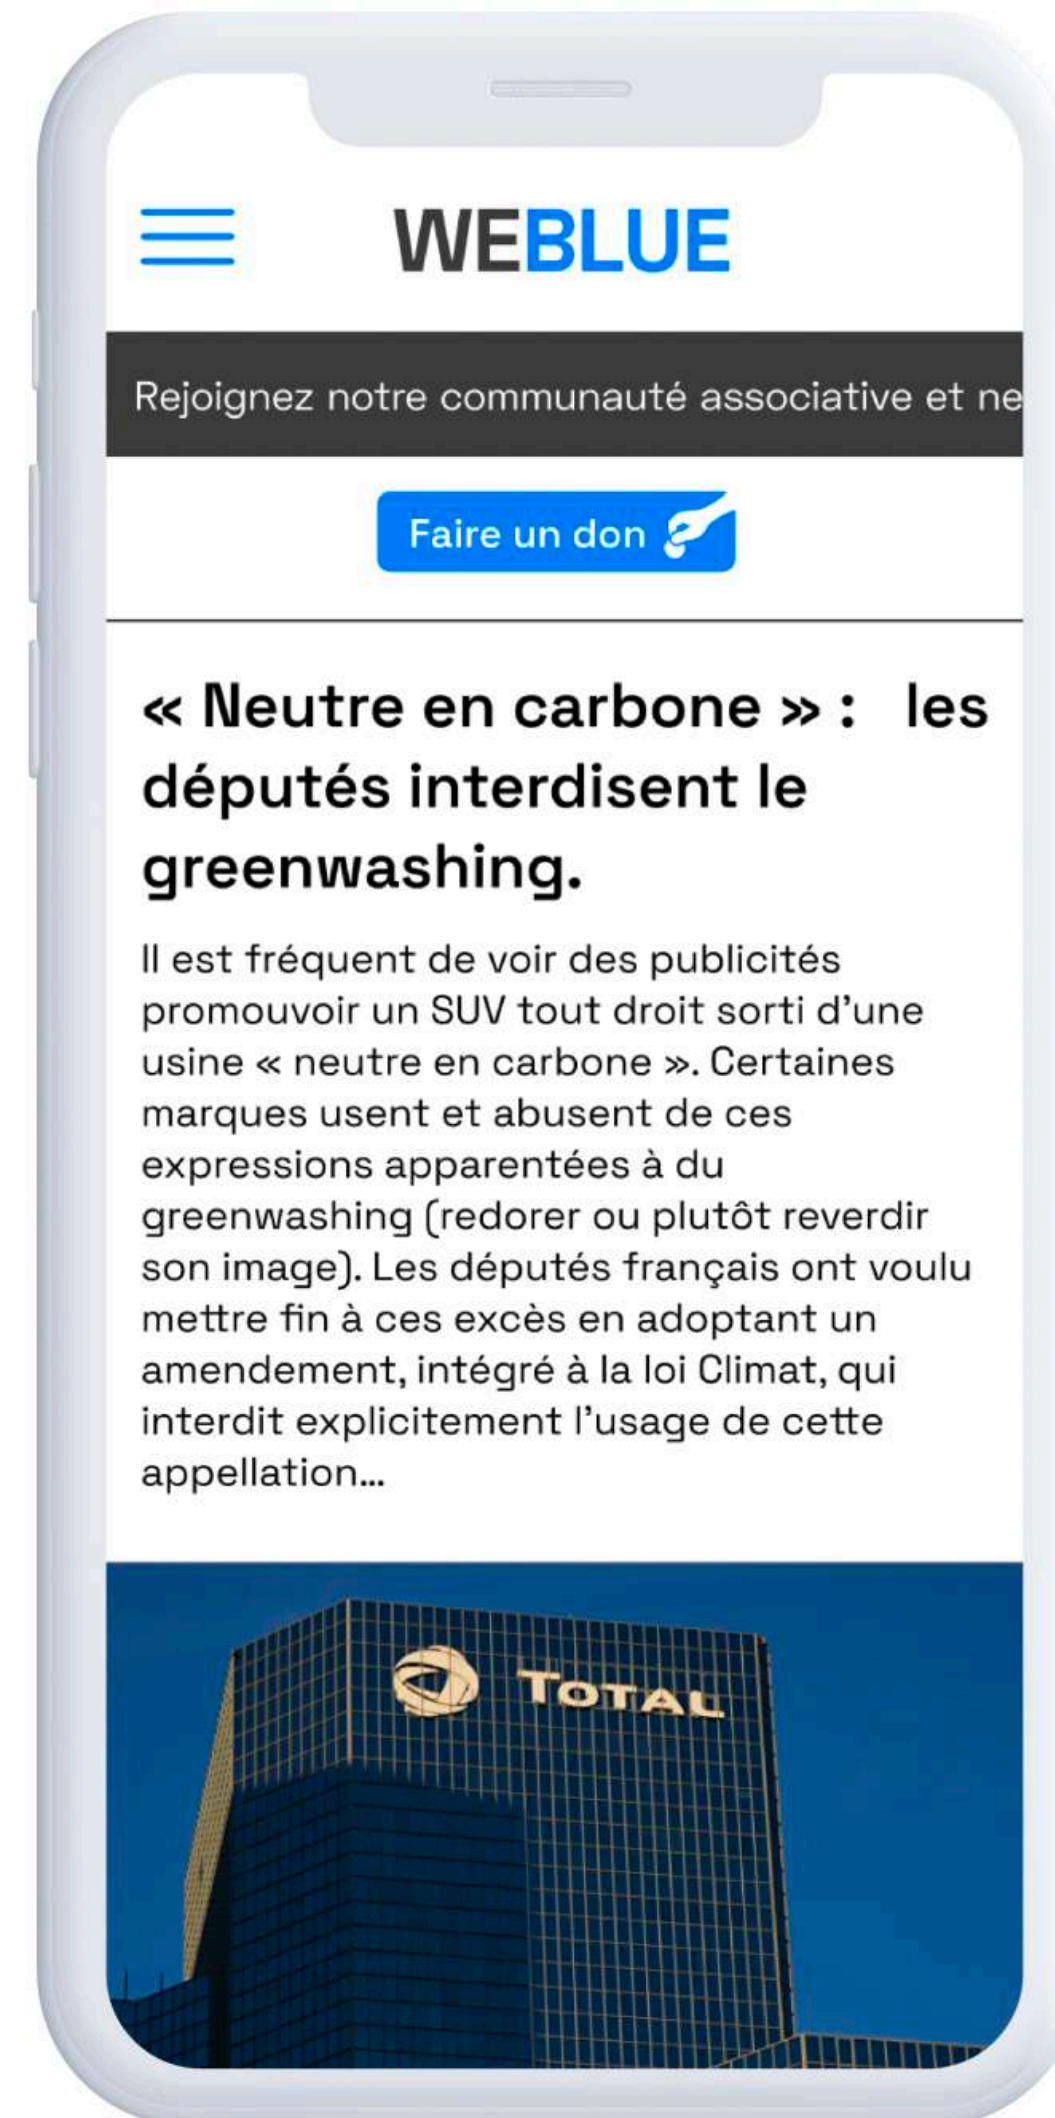 WEBLUE
Rejoignez notre communauté associative et ne
Faire un don
« Neutre en carbone » : les
députés interdisent le
greenwashing.
Il est fréquent de voir des publicités
promouvoir un SUV tout droit sorti d’une
usine « neutre en carbone ». Certaines
marques usent et abusent de ces
expressions apparentées à du
greenwashing (redorer ou plutôt reverdir
son image). Les députés français ont voulu
mettre fin à ces excès en adoptant un
amendement, intégré à la loi Climat, qui
interdit explicitement l’usage de cette
appellation...
TOTAL